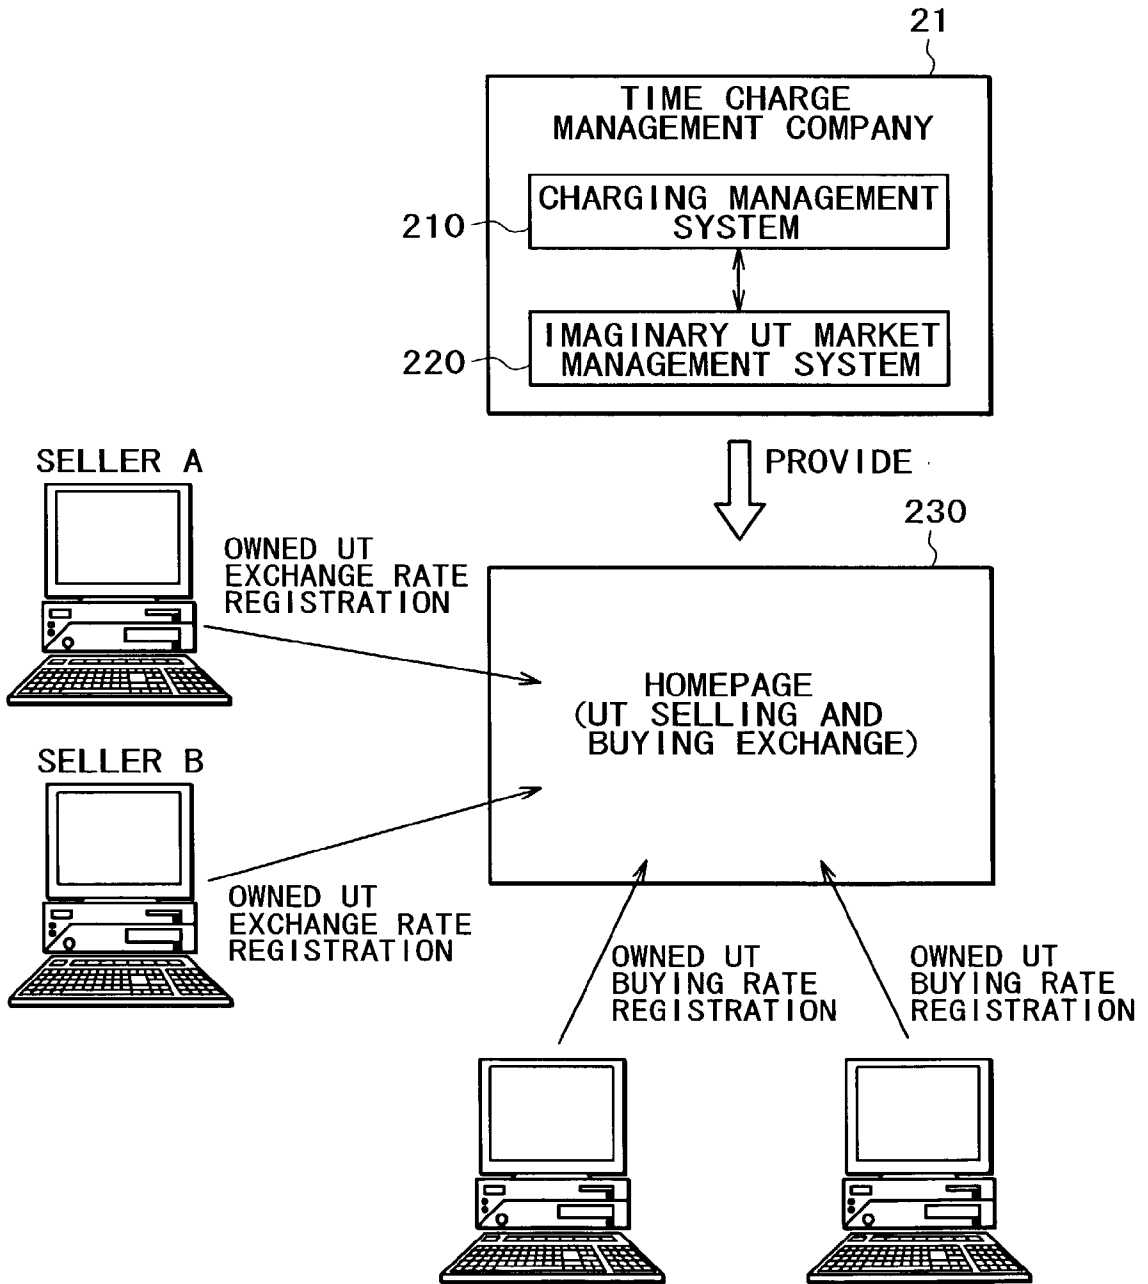 21
TIME CHARGE
MANAGEMENT COMPANY
CHARGING MANAGEMENT
SYSTEM
210
IMAGINARY UT MARKET
MANAGEMENT SYSTEM
220
PROVIDE
230
SELLER A
OWNED UT
EXCHANGE RATE
REGISTRATION
HOMEPAGE
(UT SELLING AND
BUYING EXCHANGE)
SELLER B
OWNED UT
EXCHANGE RATE
REGISTRATION
OWNED UT
BUYING RATE
REGISTRATION
OWNED UT
BUYING RATE
REGISTRATION